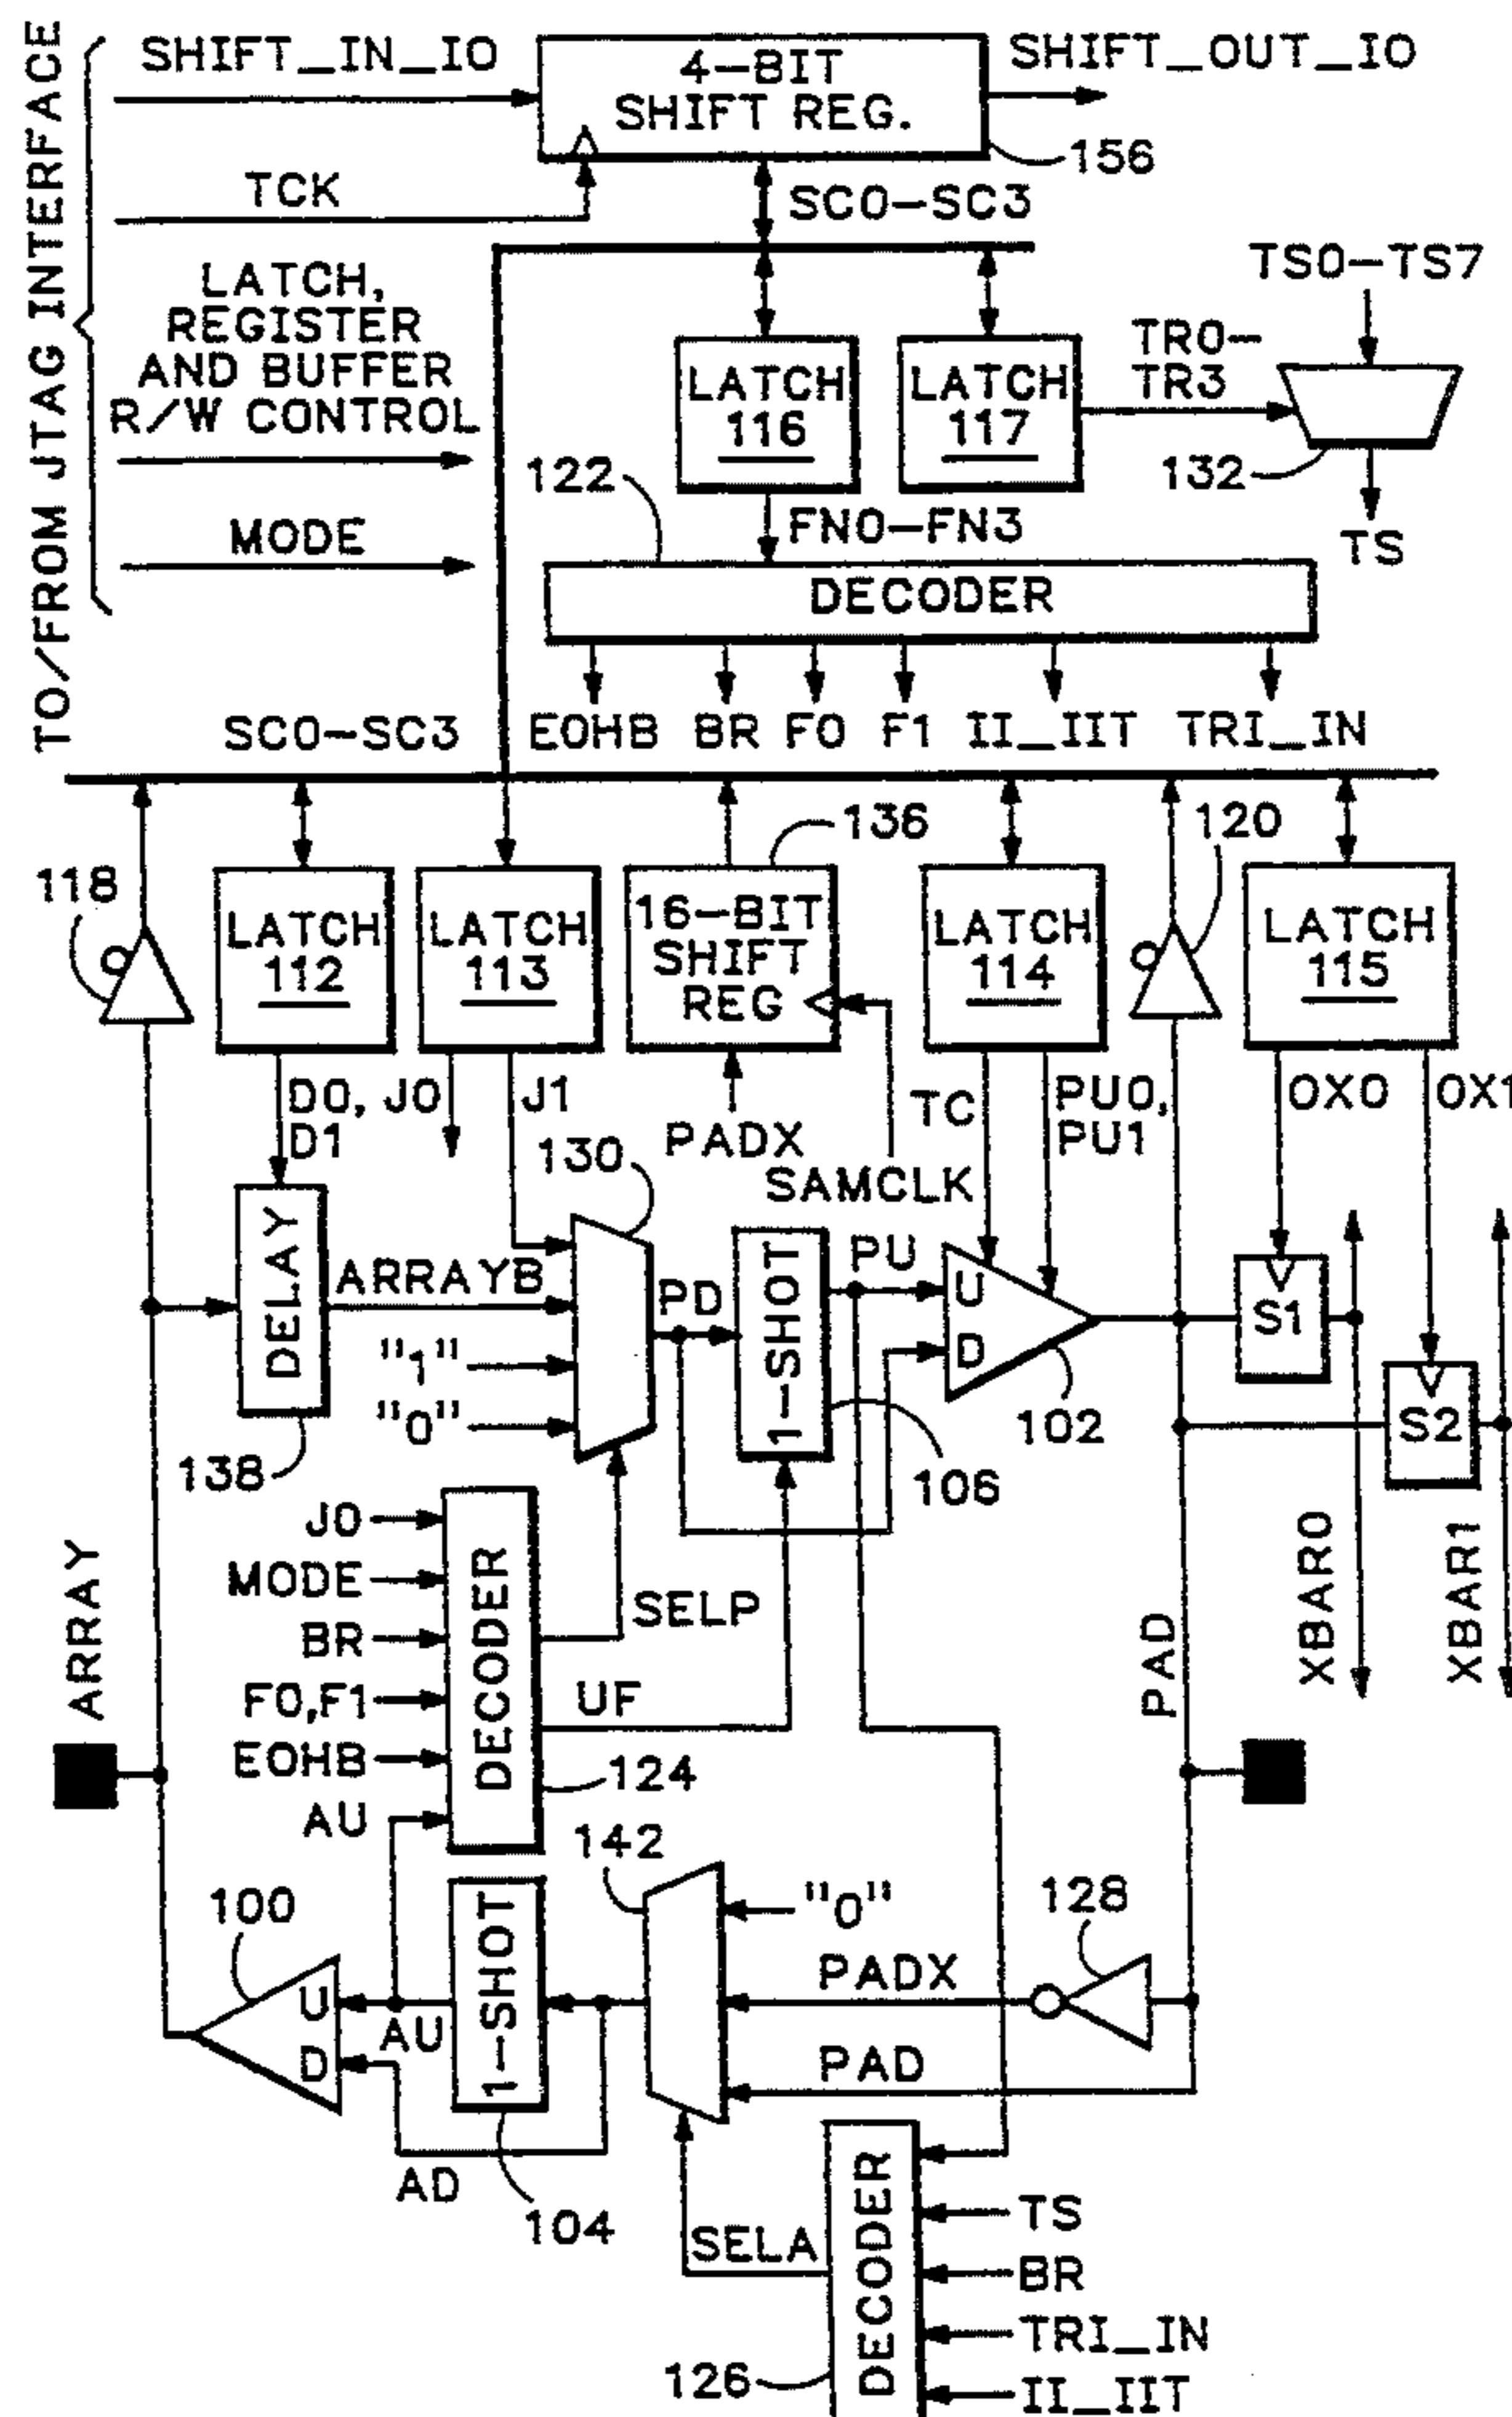 TO/FROM JTAG INTERFACE
SHIFT_IN_IO
4-BIT
SHIFT REG.
SHIFT_OUT_IO
156
TCK
SC0-SC3
LATCH,
REGISTER
AND BUFFER
R/W CONTROL
TS0-TS7
TR0-
TR3
LATCH
116
LATCH
117
132
TS
122
FN0-FN3
MODE
DECODER
EOHB
BR
F0
F1
II_IIT
TRI_IN
SC0-SC3
118
LATCH
112
LATCH
113
136
16-BIT
SHIFT
REG
LATCH
114
120
LATCH
115
D0,
D1
J0
J1
PADX
SAMCLK
TC
PU0,
PU1
OX0
OX1
130
DELAY
ARRAYB
"1"
"0"
138
PD
1-SHOT
PU
U
D
102
106
S1
S2
ARRAY
J0
MODE
BR
F0,F1
EOHB
AU
DECODER
SELP
UF
124
PAD
XBAR0
XBAR1
142
100
U
D
AU
1-SHOT
"0"
128
PADX
PAD
AD
104
SELA
DECODER
TS
BR
TRI_IN
II_IIT
126